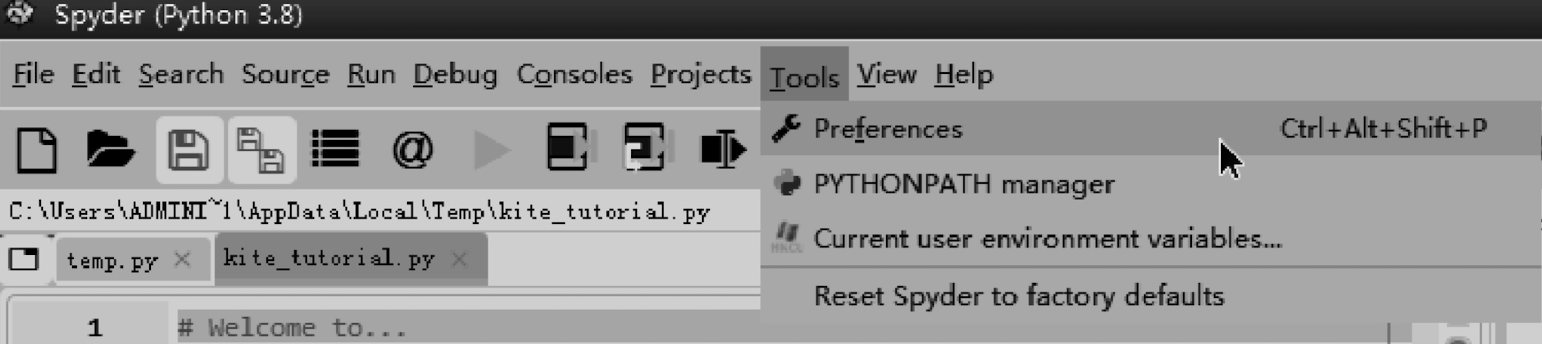 Spyder (Python 3.8)
File Edit Search Source Run Debug Consoles Projects Tools View Help
@
Preferences Ctrl+Alt+Shift+P
PYTHONPATH manager
C:\Users\ADMINI~1\AppData\Local\Temp\kite_tutorial.py
Current user environment variables...
temp.py kite_tutorial.py
Reset Spyder to factory defaults
1 # Welcome to...